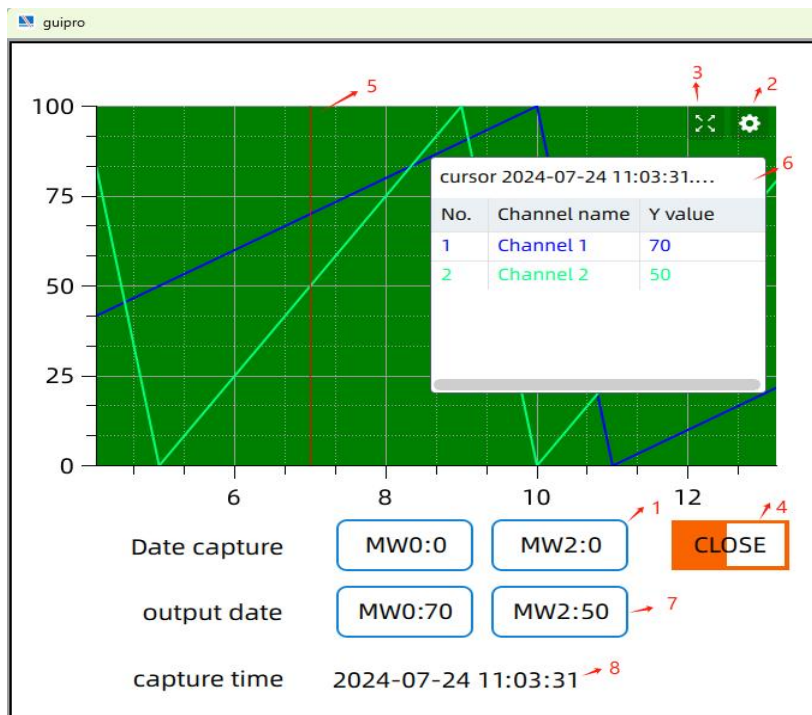 guipro
5
3
2
100
75
50
25
0
6
cursor 2024-07-24 11:03:31....
No. Channel name Y value
1 Channel 1 70
2 Channel 2 50
6 8 10 12
1
4
Date capture MW0:0 MW2:0 CLOSE
output date MW0:70 MW2:50 7
capture time 2024-07-24 11:03:31 8